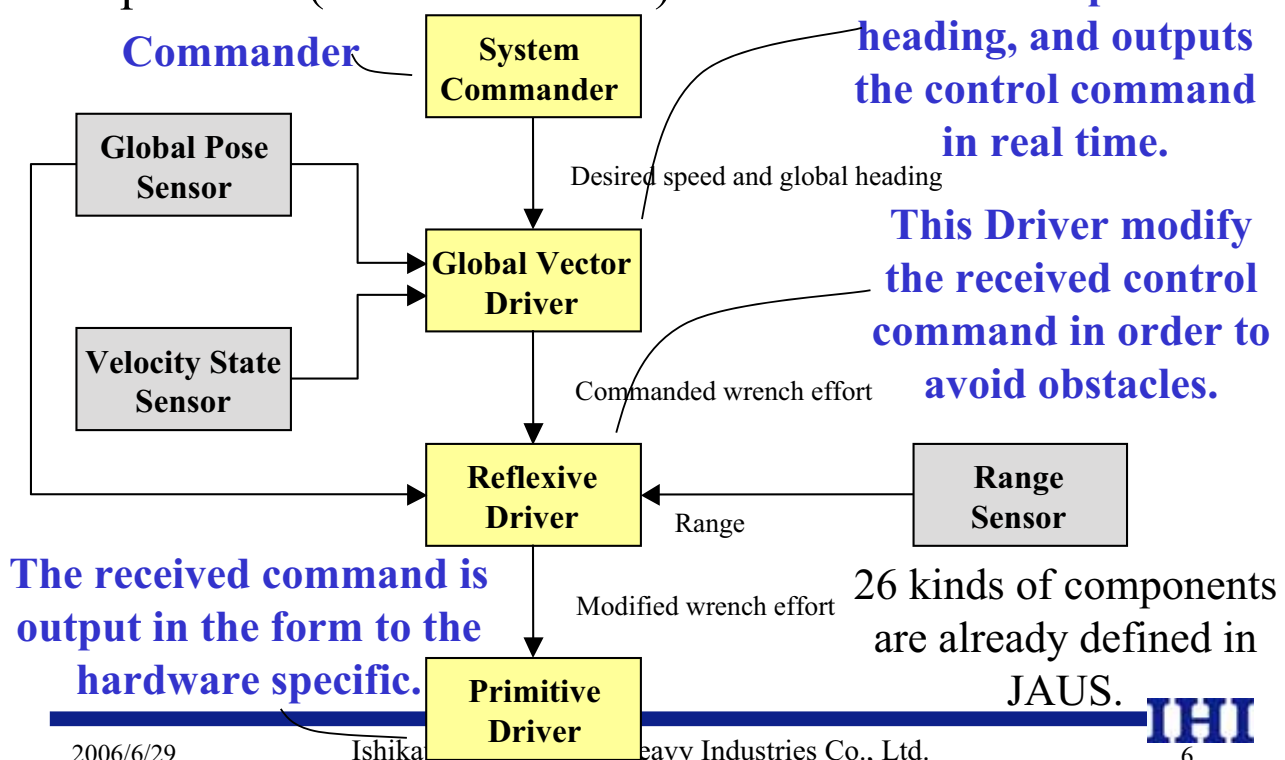 Commander
System
Commander
heading, and outputs
the control command
in real time.
Global Pose
Sensor
Desired speed and global heading
This Driver modify
the received control
command in order to
avoid obstacles.
Global Vector
Driver
Velocity State
Sensor
Commanded wrench effort
Reflexive
Driver
Range
Range
Sensor
The received command is
output in the form to the
hardware specific.
Modified wrench effort
26 kinds of components
are already defined in
JAUS.
Primitive
Driver
IHI
2006/6/29
Industries Co., Ltd.
6